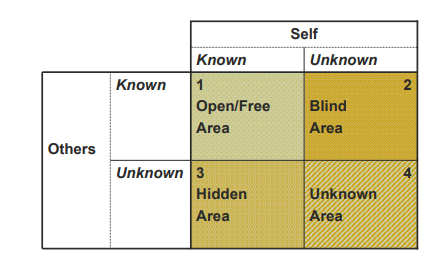 Self
Known Unknown
Known 1 2
Open/Free Blind
Area Area
Others
Unknown 3 4
Hidden Unknown
Area Area